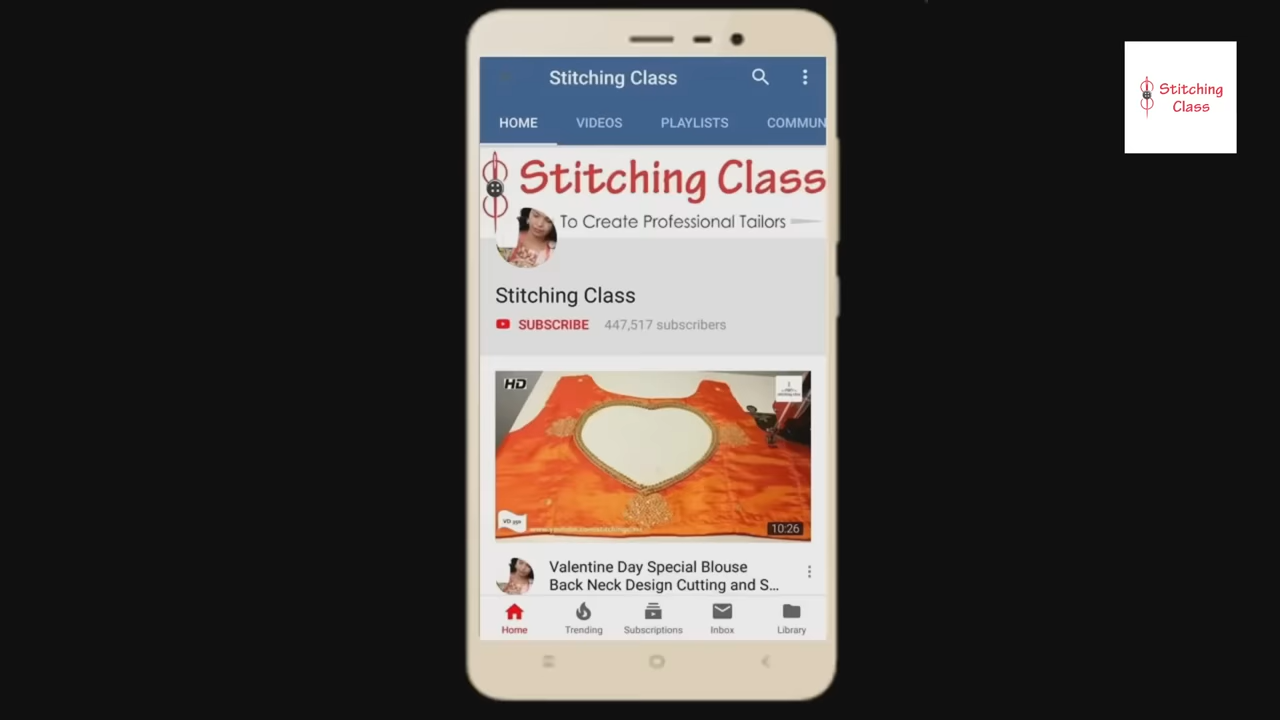 Stitching Class
HOME VIDEOS PLAYLISTS COMMUN
Stitching Class
To Create Professional Tailors
Stitching Class
SUBSCRIBE 447,517 subscribers
HD
10:26
Valentine Day Special Blouse
Back Neck Design Cutting and S...
Home Trending Subscriptions Inbox Library
Stitching
Class